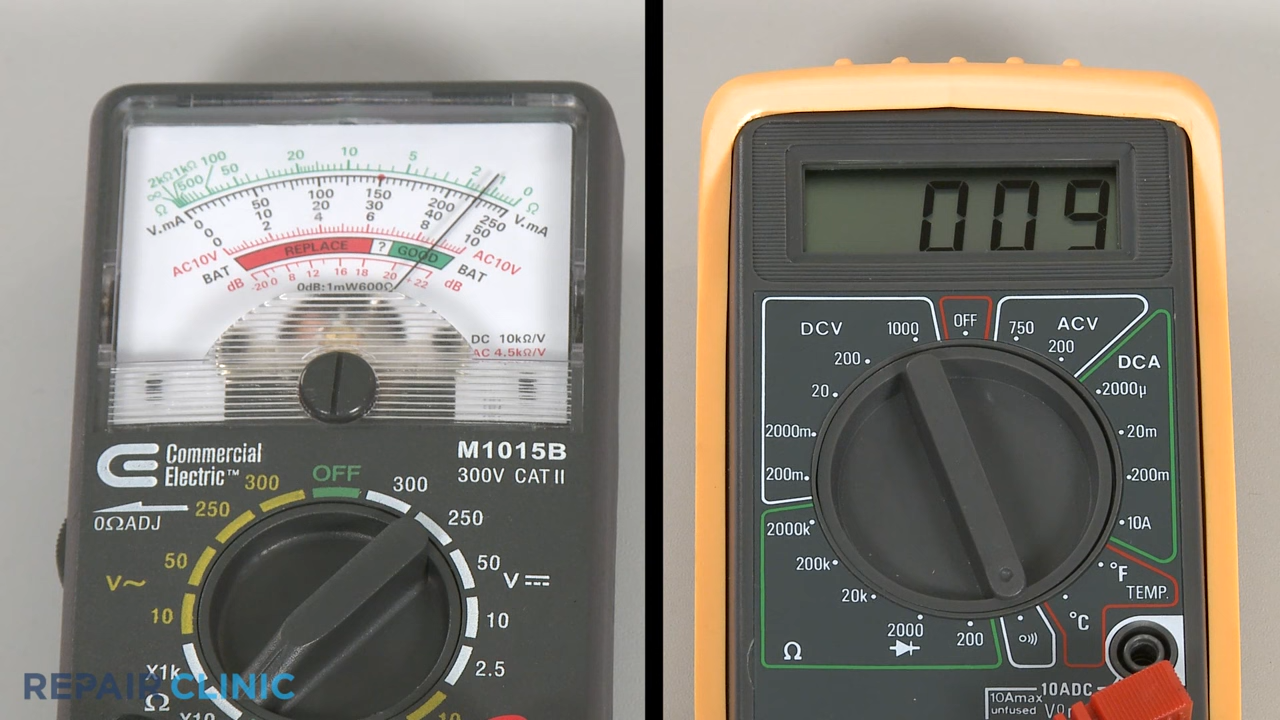 2kΩ 1kΩ 100 20 10 5 2 1 0
∞ 500 50
Ω Ω
V.mA 0 50 100 150 200 250 V.mA
0 10 20 30 40 50
0 2 4 6 8 10
AC10V AC10V
REPLACE ? GOOD
BAT BAT
dB -20 0 8 12 16 18 20 +22 dB
0dB:1mW600Ω
DC 10kΩ/V
AC 4.5kΩ/V
Commercial
Electric™
M1015B
300V CAT II
0ΩADJ
OFF
300 300
250 250
50 50
V~ V⎓
10 10
X1k 2.5
Ω
X10 10
REPAIR CLINIC
009
DCV 1000 OFF 750 ACV
200 200
20 DCA
2000µ
2000m 20m
200m 200m
2000k 10A
200k °F
20k TEMP.
2000 200 °C
Ω
10ADC
10Amax
unfused